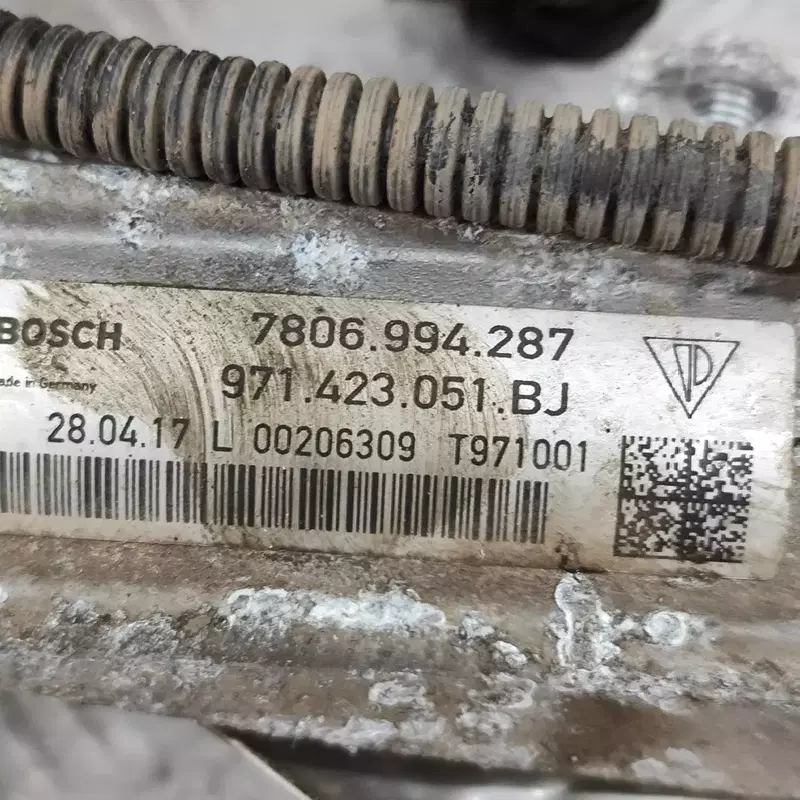 BOSCH 7806.994.287
ade in Germany 971.423.051.BJ
28.04.17 L 00206309 T971001